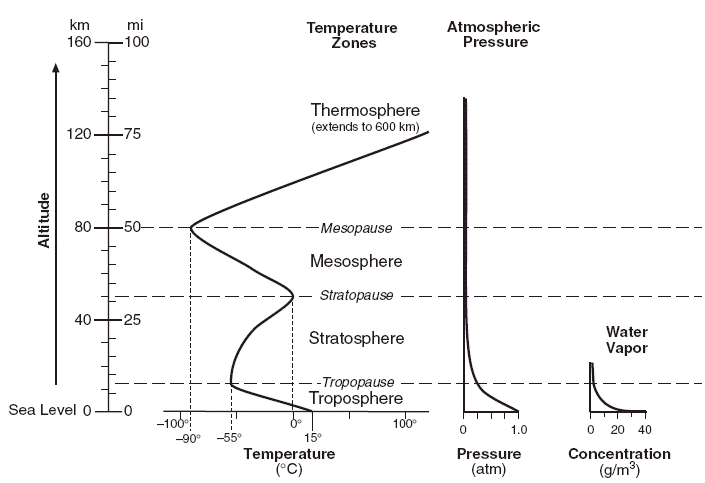 km mi
160 100
Temperature
Zones
Atmospheric
Pressure
Thermosphere
(extends to 600 km)
120 75
Altitude
80 50 Mesopause
Mesosphere
Stratopause
40 25
Stratosphere
Water
Vapor
Tropopause
Troposphere
Sea Level 0 0
–100° 0° 100°
–90° –55° 15°
0 1.0
0 20 40
Temperature
(°C)
Pressure
(atm)
Concentration
(g/m³)